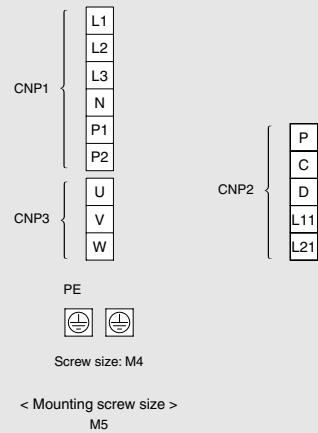 L1
L2
CNP1
L3
N
P1
P2
U
CNP3
V
W
CNP2
P
C
D
L11
L21
PE
Screw size: M4
< Mounting screw size >
M5